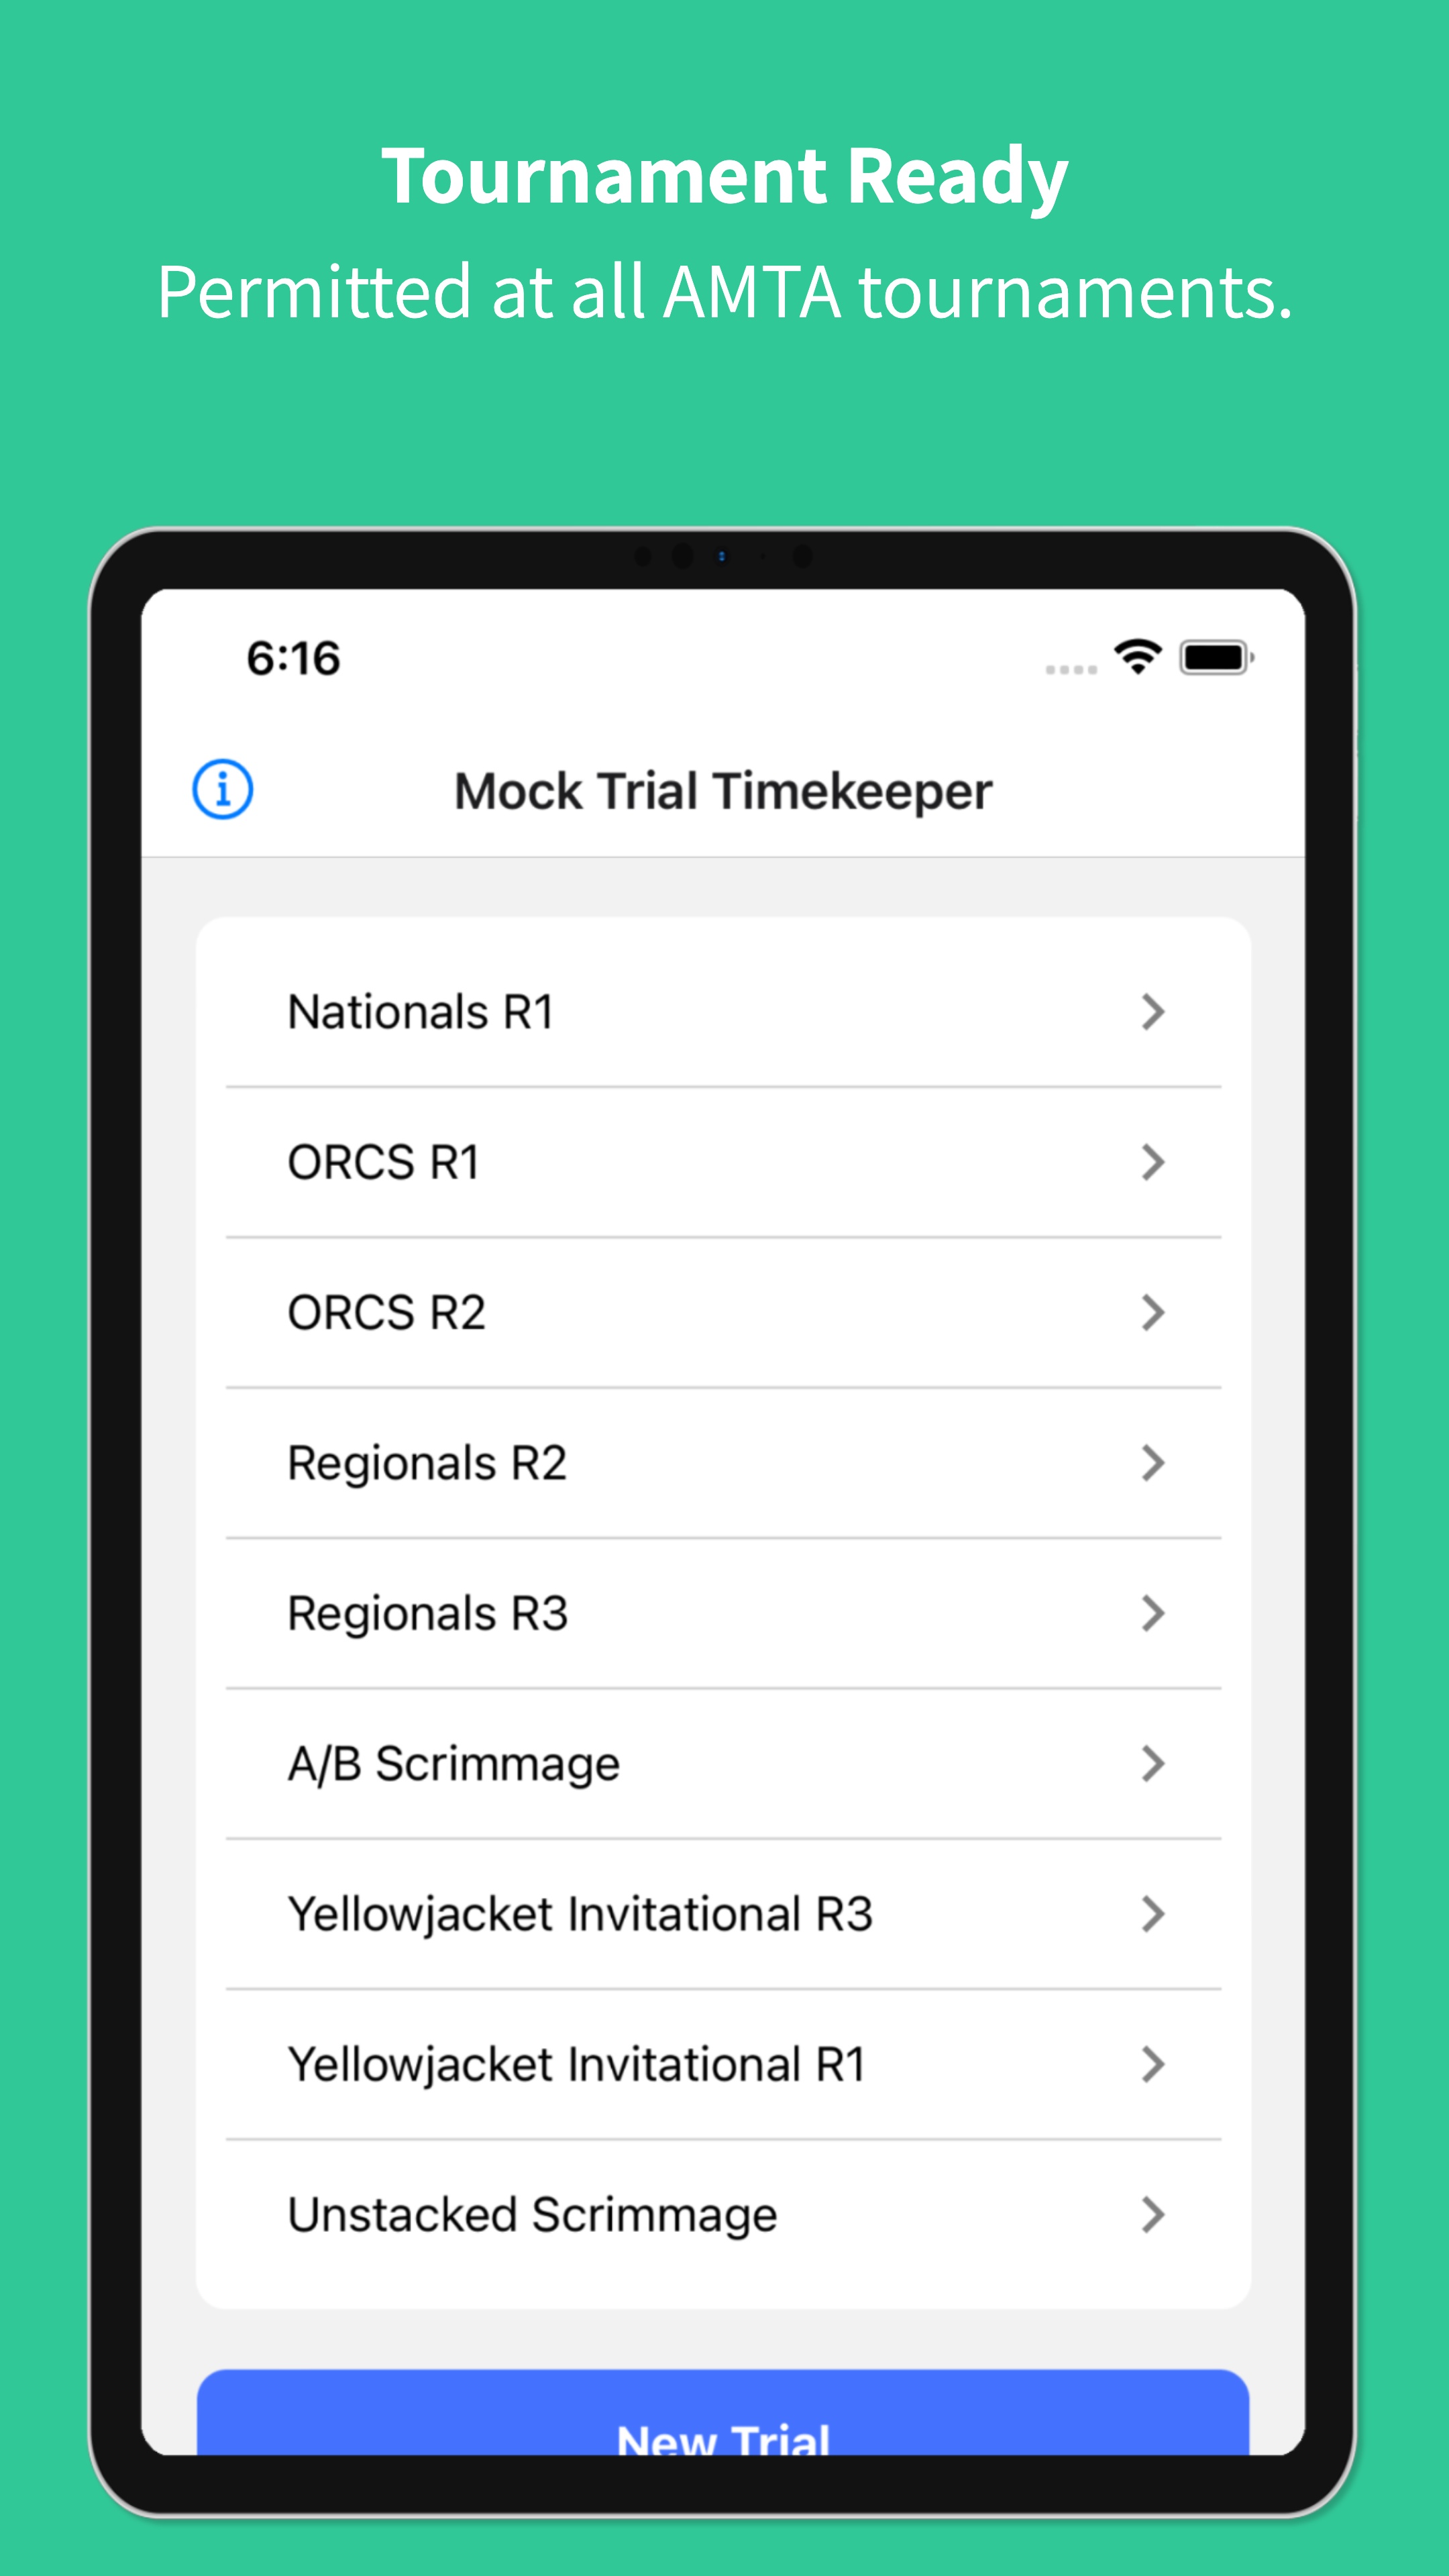 Tournament Ready
Permitted at all AMTA tournaments.
6:16
Mock Trial Timekeeper
Nationals R1
ORCS R1
ORCS R2
Regionals R2
Regionals R3
A/B Scrimmage
Yellowjacket Invitational R3
Yellowjacket Invitational R1
Unstacked Scrimmage
New Trial